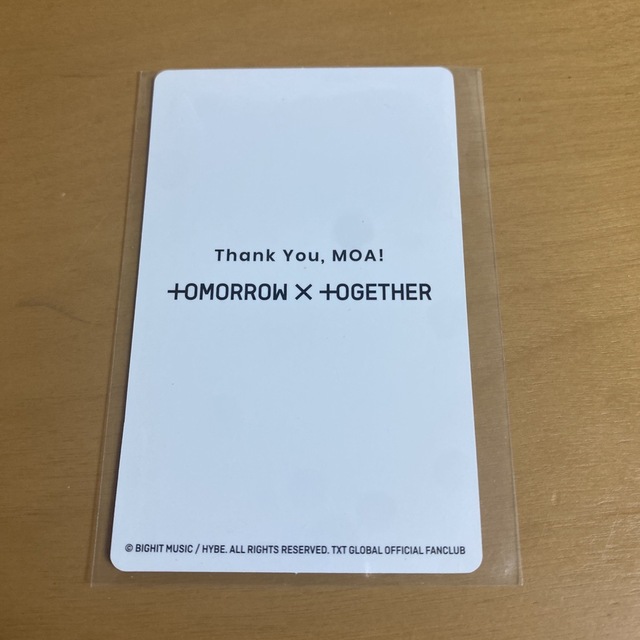 Thank You, MOA!
TOMORROW X TOGETHER
© BIGHIT MUSIC / HYBE. ALL RIGHTS RESERVED. TXT GLOBAL OFFICIAL FANCLUB